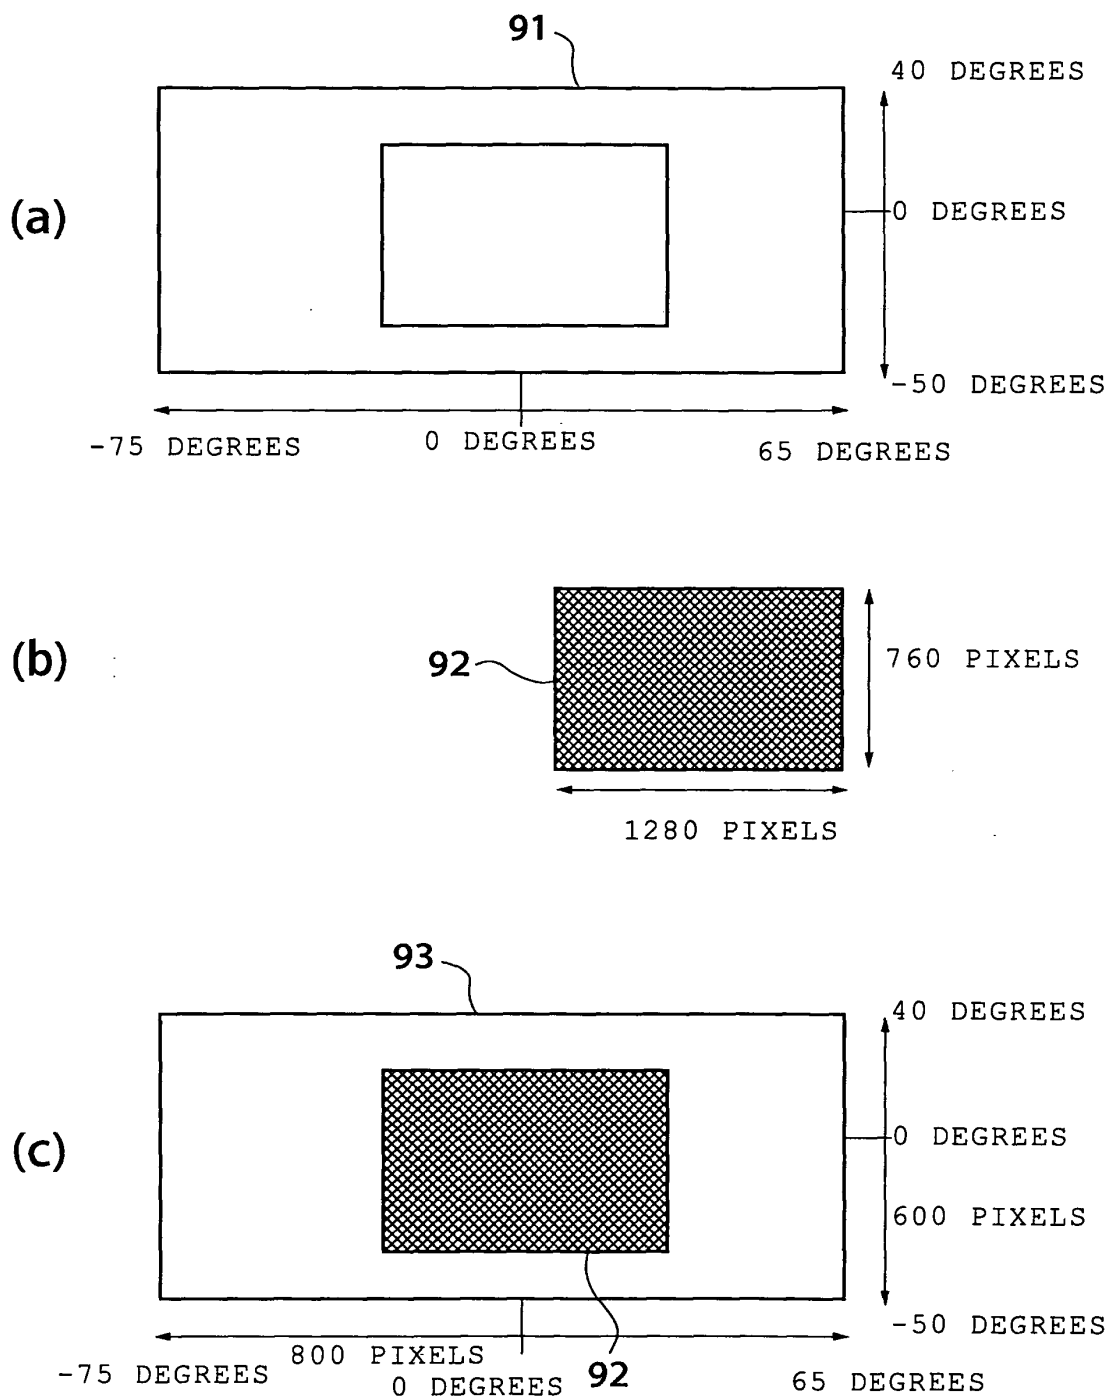 91
40 DEGREES
(a)
0 DEGREES
-50 DEGREES
-75 DEGREES
0 DEGREES
65 DEGREES
(b)
92
760 PIXELS
1280 PIXELS
93
40 DEGREES
(c)
0 DEGREES
600 PIXELS
-50 DEGREES
800 PIXELS
-75 DEGREES
0 DEGREES
92
65 DEGREES